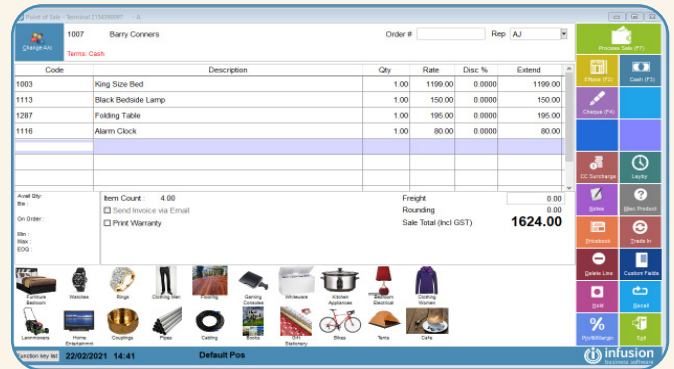 Point of Sale - Terminal 2154399997 - A
Change A/c
1007 Barry Conners
Order #
Rep AJ
Terms: Cash
Process Sale (F7)
Code Description Qty Rate Disc % Extend
1003 King Size Bed 1.00 1199.00 0.0000 1199.00
1113 Black Bedside Lamp 1.00 150.00 0.0000 150.00
1287 Folding Table 1.00 195.00 0.0000 195.00
1116 Alarm Clock 1.00 80.00 0.0000 80.00
Eftpos (F2) Cash (F3)
Cheque (F4)
CC Surcharge Layby
Notes Misc Product
Pricebook Trade In
Delete Line Custom Fields
Hold Recall
Exit
Avail Qty:
On Order :
Min :
Max :
EOQ :
Item Count : 4.00
Send Invoice via Email
Print Warranty
Freight 0.00
Rounding 0.00
Sale Total (Incl GST) 1624.00
Furniture Bedroom
Watches
Rings
Clothing Men
Flooring
Gaming Consoles
Whiteware
Kitchen Appliances
Bedroom Electrical
Clothing Women
Lawnmowers
Home Entertainment
Couplings
Pipes
Cabling
Books
Gift Stationery
Bikes
Tents
Cafe
Function key list 22/02/2021 14:41 Default Pos
infusion
business software